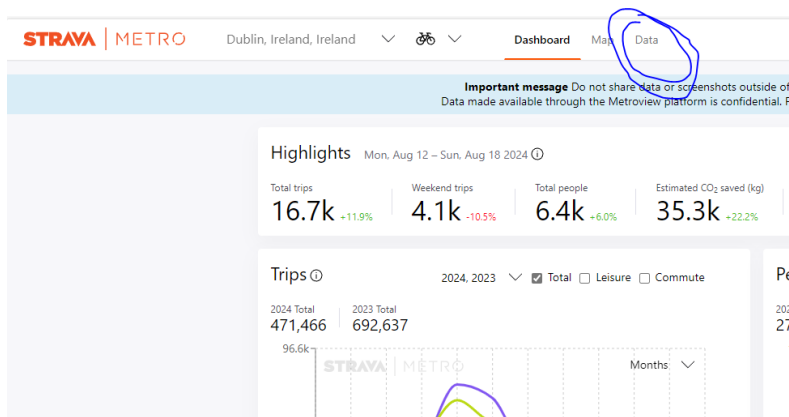 STRAVA METRO Dublin, Ireland, Ireland Dashboard Map Data
Important message Do not share data or screenshots outside of
Data made available through the Metroview platform is confidential.
Highlights Mon, Aug 12 – Sun, Aug 18 2024
Total trips Weekend trips Total people Estimated CO₂ saved (kg)
16.7k +11.9% 4.1k -10.5% 6.4k +6.0% 35.3k +22.2%
Trips 2024, 2023 Total Leisure Commute
2024 Total 2023 Total
471,466 692,637
96.6k
STRAVA METRO Months